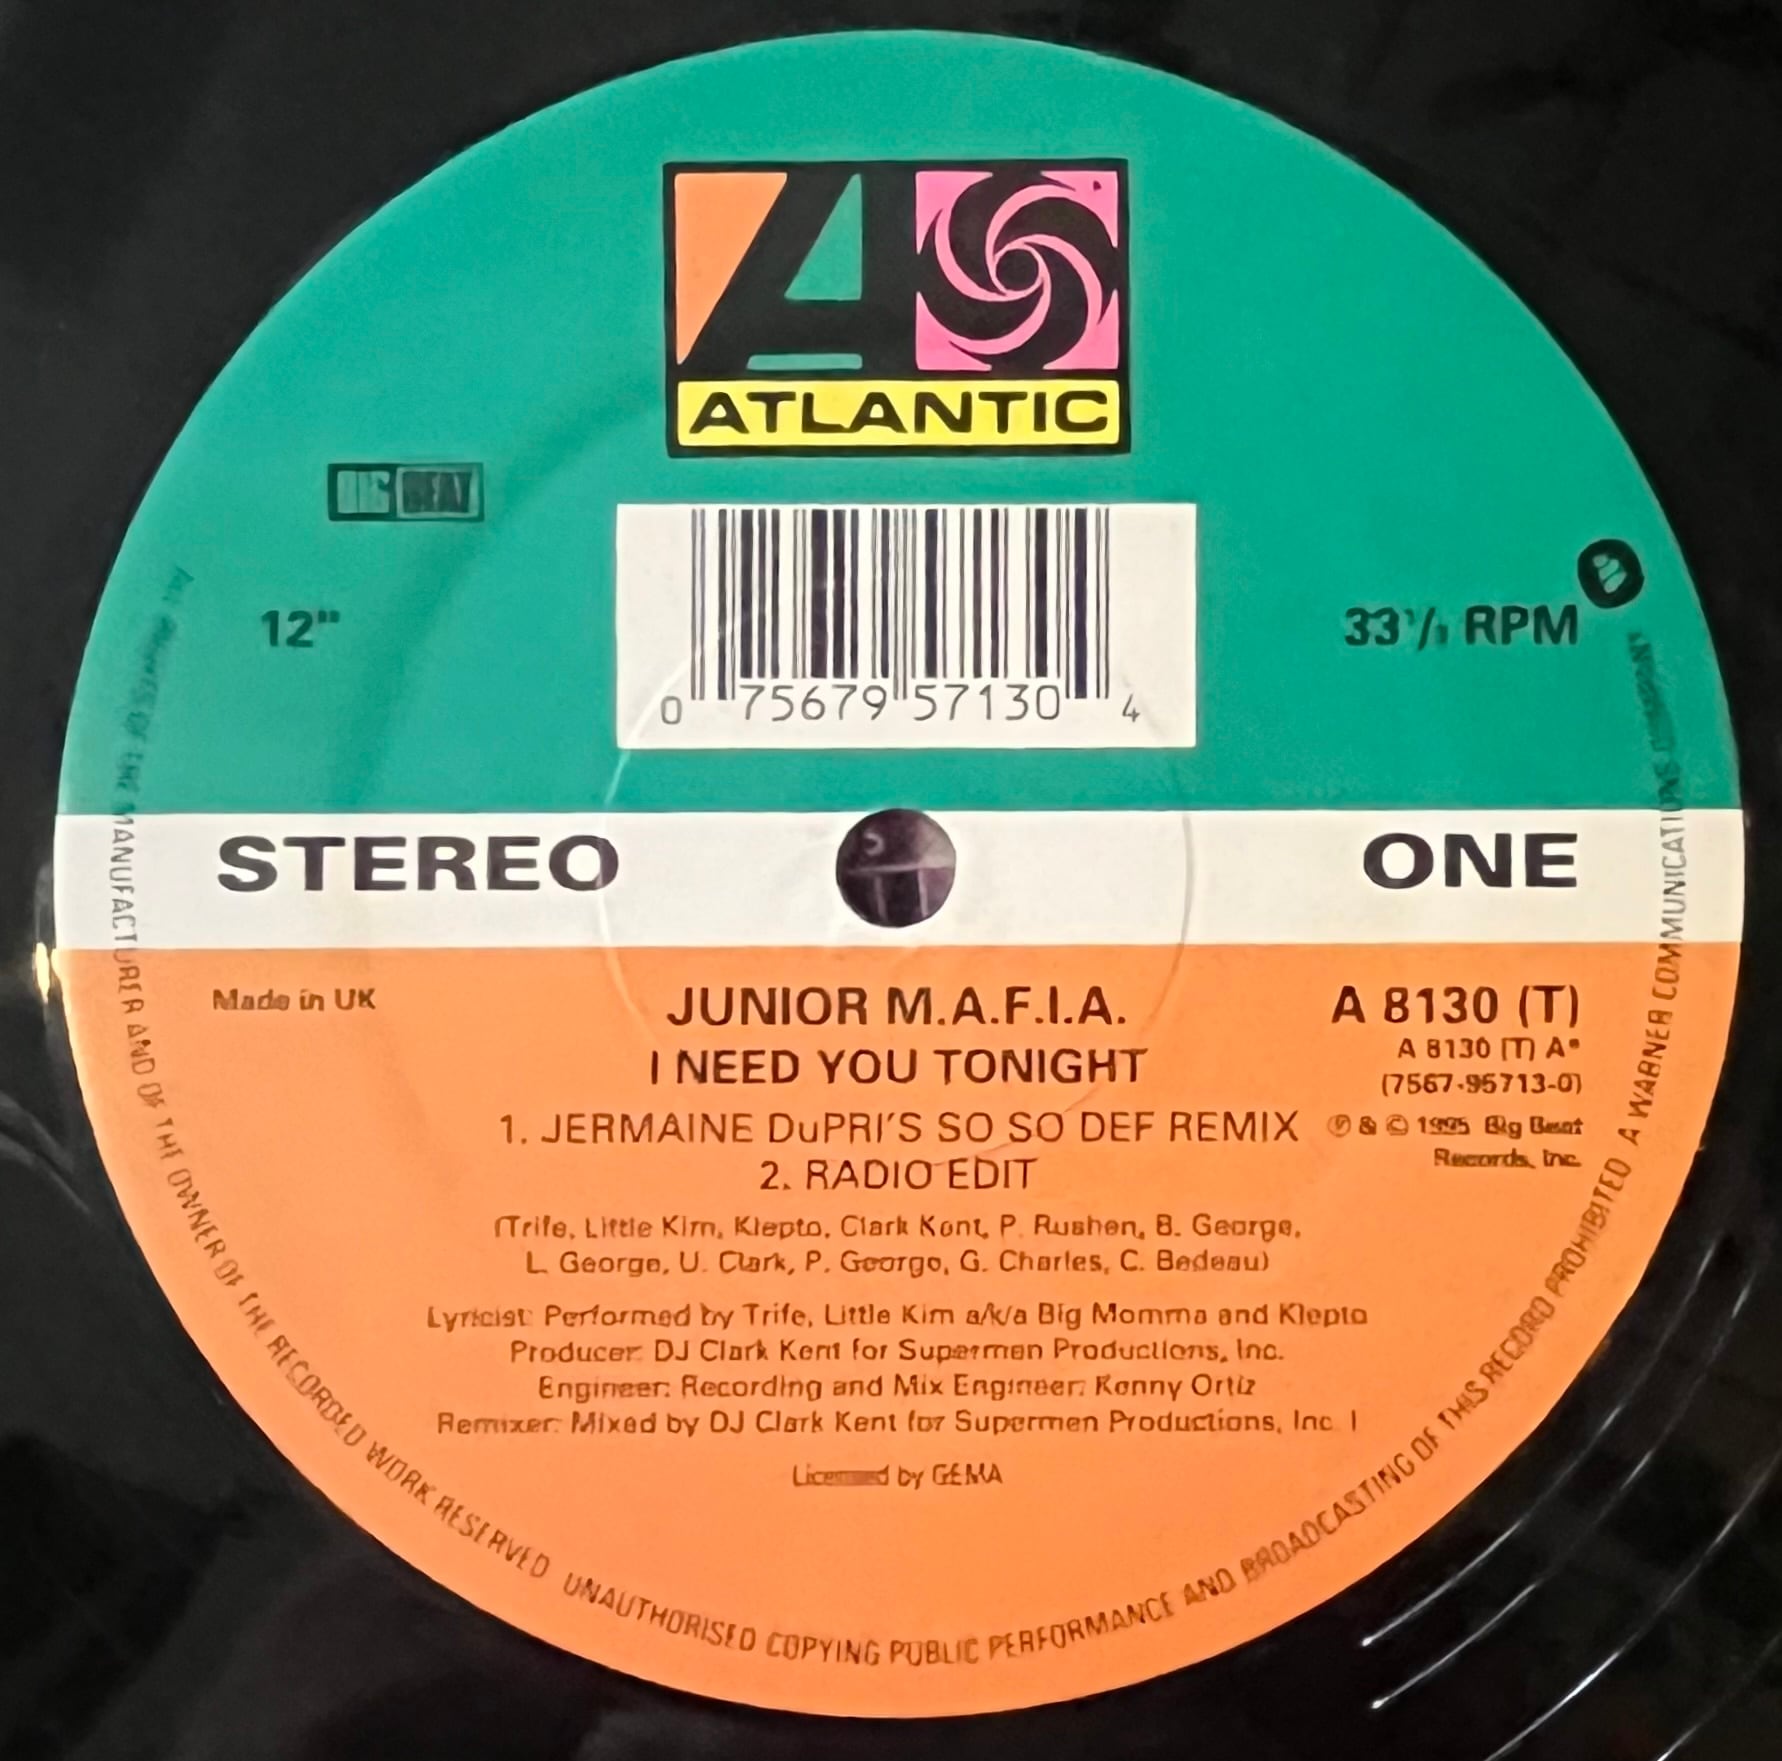 ATLANTIC
BIG BEAT
12"
33⅓ RPM
0 75679 57130 4
STEREO
ONE
Made in UK
JUNIOR M.A.F.I.A.
I NEED YOU TONIGHT
1. JERMAINE DuPRI'S SO SO DEF REMIX
2. RADIO EDIT
A 8130 (T)
A 8130 (T) A*
(7567-95713-0)
℗ & © 1995 Big Beat
Records, Inc.
(Trife, Little Kim, Klepto, Clark Kent, P. Rushen, B. George,
L. George, U. Clark, P. George, G. Charles, C. Bedeau)
Lyricist: Performed by Trife, Little Kim a/k/a Big Momma and Klepto
Producer: DJ Clark Kent for Supermen Productions, Inc.
Engineer: Recording and Mix Engineer: Kenny Ortiz
Remixer: Mixed by DJ Clark Kent for Supermen Productions, Inc. |
Licensed by GEMA
ALL RIGHTS OF THE MANUFACTURER AND OF THE OWNER OF THE RECORDED WORK RESERVED UNAUTHORISED COPYING PUBLIC PERFORMANCE AND BROADCASTING OF THIS RECORD PROHIBITED A WARNER COMMUNICATIONS COMPANY